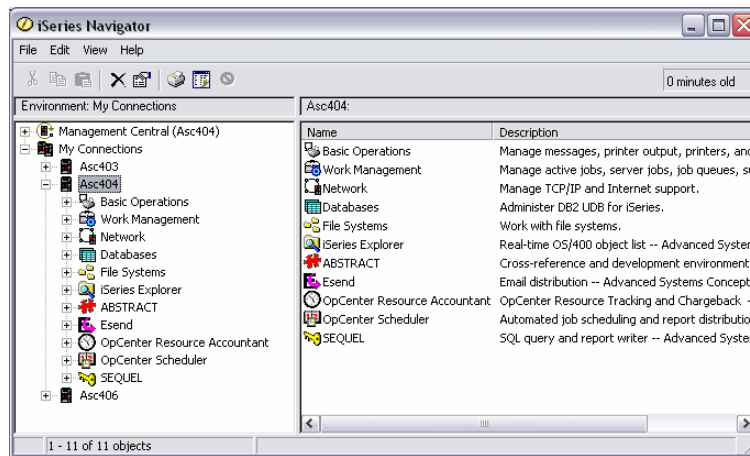 iSeries Navigator
File Edit View Help
0 minutes old
Environment: My Connections
Asc404:
Management Central (Asc404)
My Connections
Asc403
Asc404
Basic Operations
Work Management
Network
Databases
File Systems
iSeries Explorer
ABSTRACT
Esend
OpCenter Resource Accountant
OpCenter Scheduler
SEQUEL
Asc406
Name Description
Basic Operations Manage messages, printer output, printers, and
Work Management Manage active jobs, server jobs, job queues,
Network Manage TCP/IP and Internet support.
Databases Administer DB2 UDB for iSeries.
File Systems Work with file systems.
iSeries Explorer Real-time OS/400 object list -- Advanced System
ABSTRACT Cross-reference and development environment
Esend Email distribution -- Advanced Systems Concept
OpCenter Resource Accountant OpCenter Resource Tracking and Chargeback -
OpCenter Scheduler Automated job scheduling and report distributio
SEQUEL SQL query and report writer -- Advanced Syste
1 - 11 of 11 objects